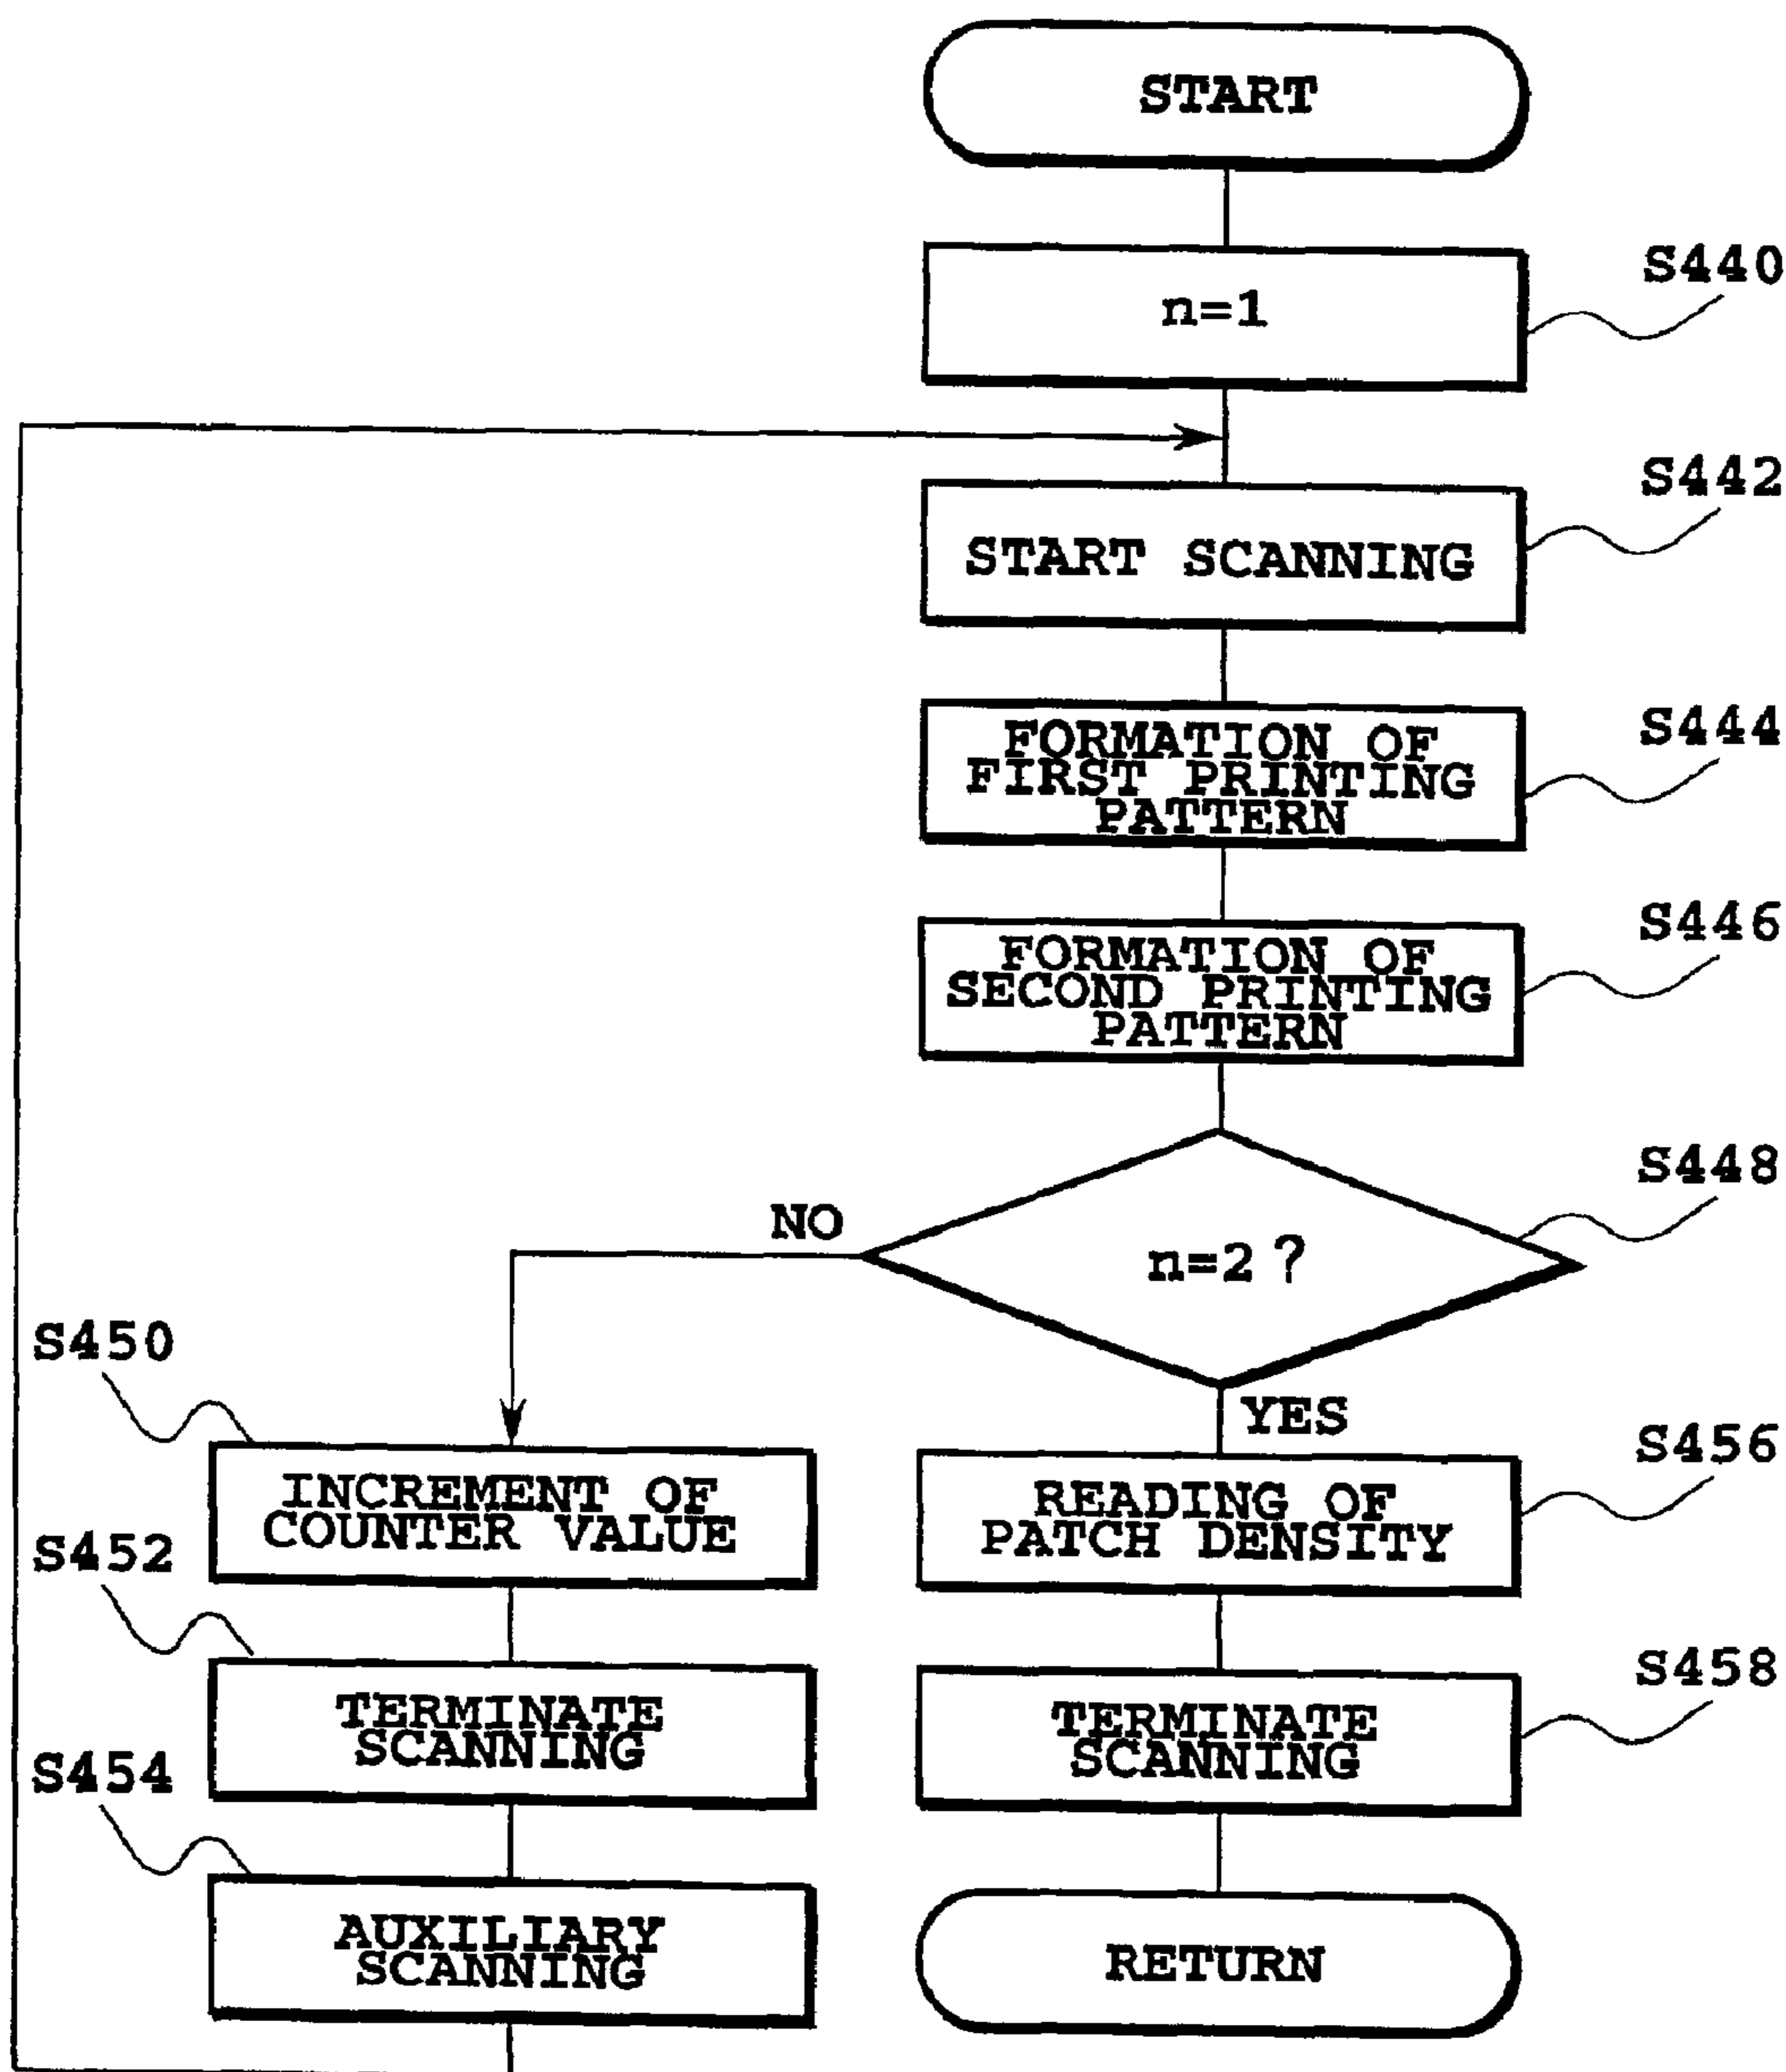 START
S440
n=1
S442
START SCANNING
S444
FORMATION OF
FIRST PRINTING
PATTERN
S446
FORMATION OF
SECOND PRINTING
PATTERN
S448
NO
n=2 ?
YES
S450
INCREMENT OF
COUNTER VALUE
S456
READING OF
PATCH DENSITY
S452
TERMINATE
SCANNING
S458
TERMINATE
SCANNING
S454
AUXILIARY
SCANNING
RETURN